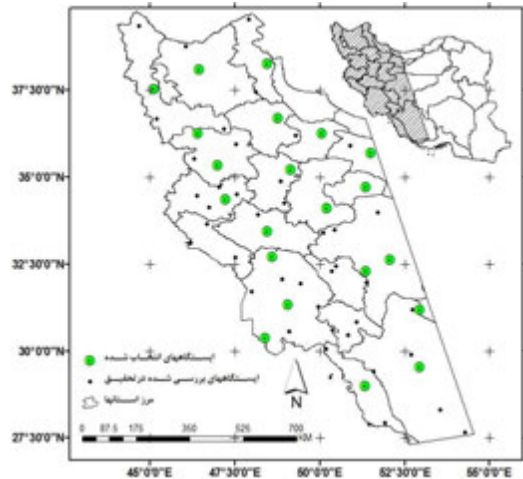 37°30'0"N
35°0'0"N
32°30'0"N
30°0'0"N
27°30'0"N
ایستگاههای انتخاب شده
ایستگاههای بررسی شده در تحقیق
مرز استانها
N
0 87.5 175 350 525 700
KM
45°0'0"E 47°30'0"E 50°0'0"E 52°30'0"E 55°0'0"E